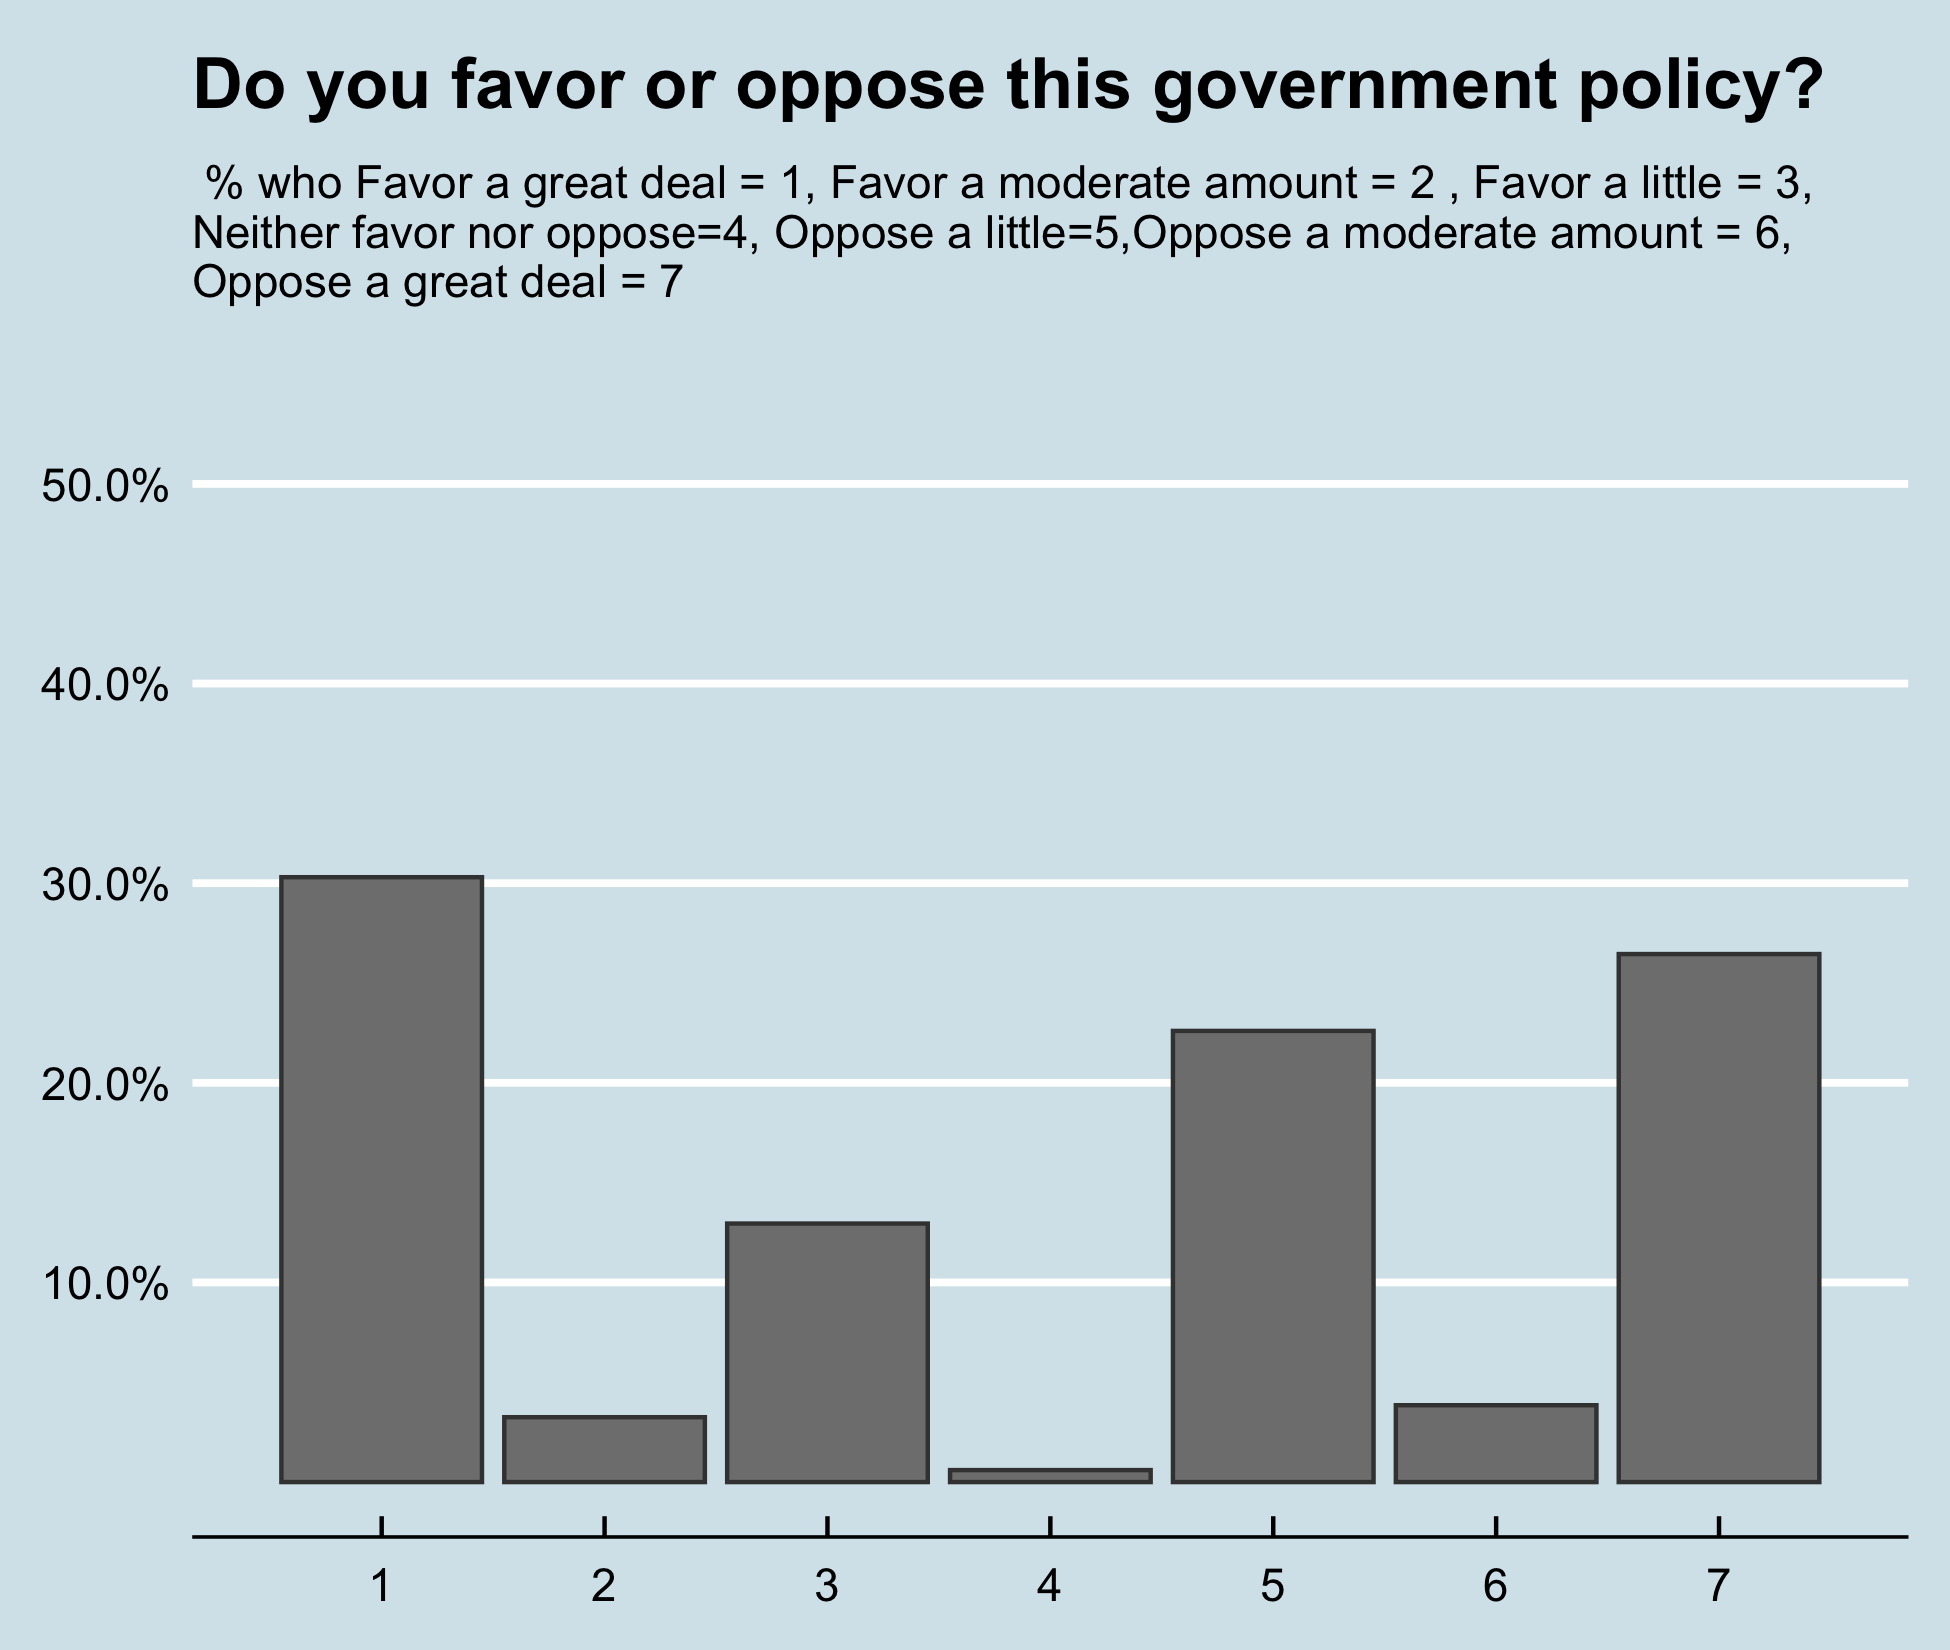 Do you favor or oppose this government policy?
% who Favor a great deal = 1, Favor a moderate amount = 2 , Favor a little = 3,
Neither favor nor oppose=4, Oppose a little=5,Oppose a moderate amount = 6,
Oppose a great deal = 7
50.0%
40.0%
30.0%
20.0%
10.0%
1 2 3 4 5 6 7